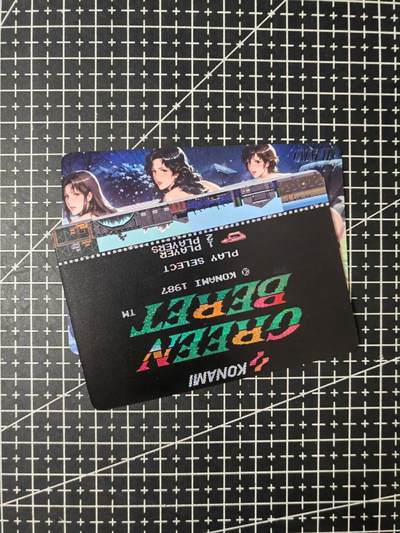 KONAMI
GREEN
BERET ™
© KONAMI 1987
PLAY SELECT
1 PLAYER
2 PLAYERS